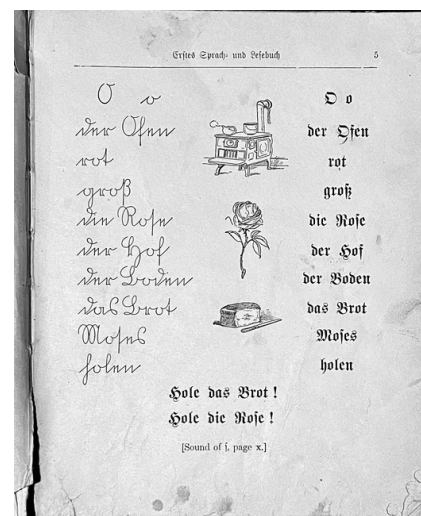 Erstes Sprach- und Lesebuch 5
O o O o
der Ofen der Ofen
rot rot
groß groß
die Rose die Rose
der Hof der Hof
der Boden der Boden
das Brot das Brot
Moses Moses
holen holen
Hole das Brot!
Hole die Rose!
[Sound of ſ, page x.]